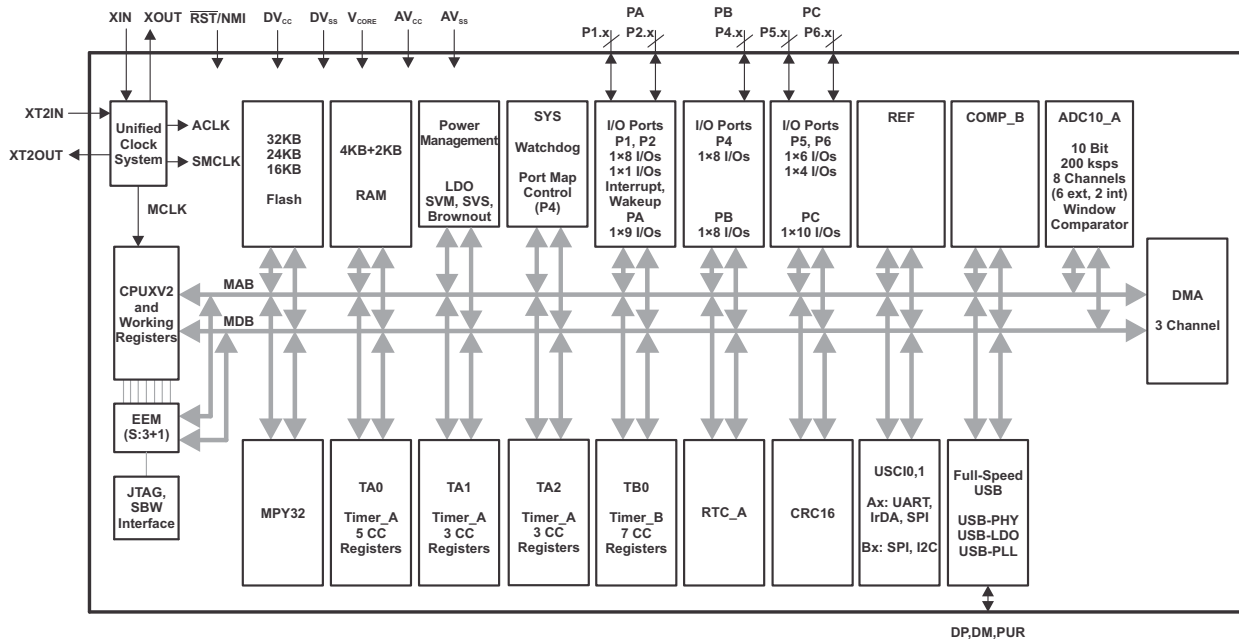 XIN XOUT RST/NMI DVCC DVSS VCORE AVCC AVSS
PA
P1.x P2.x
PB
P4.x
PC
P5.x P6.x
XT2IN
XT2OUT
Unified
Clock
System
ACLK
SMCLK
MCLK
32KB
24KB
16KB
Flash
4KB+2KB
RAM
Power
Management
LDO
SVM, SVS,
Brownout
SYS
Watchdog
Port Map
Control
(P4)
I/O Ports
P1, P2
1×8 I/Os
1×1 I/Os
Interrupt,
Wakeup
PA
1×9 I/Os
I/O Ports
P4
1×8 I/Os
PB
1×8 I/Os
I/O Ports
P5, P6
1×6 I/Os
1×4 I/Os
PC
1×10 I/Os
REF
COMP_B
ADC10_A
10 Bit
200 ksps
8 Channels
(6 ext, 2 int)
Window
Comparator
CPUXV2
and
Working
Registers
MAB
MDB
DMA
3 Channel
EEM
(S:3+1)
JTAG,
SBW
Interface
MPY32
TA0
Timer_A
5 CC
Registers
TA1
Timer_A
3 CC
Registers
TA2
Timer_A
3 CC
Registers
TB0
Timer_B
7 CC
Registers
RTC_A
CRC16
USCI0,1
Ax: UART,
IrDA, SPI
Bx: SPI, I2C
Full-Speed
USB
USB-PHY
USB-LDO
USB-PLL
DP,DM,PUR